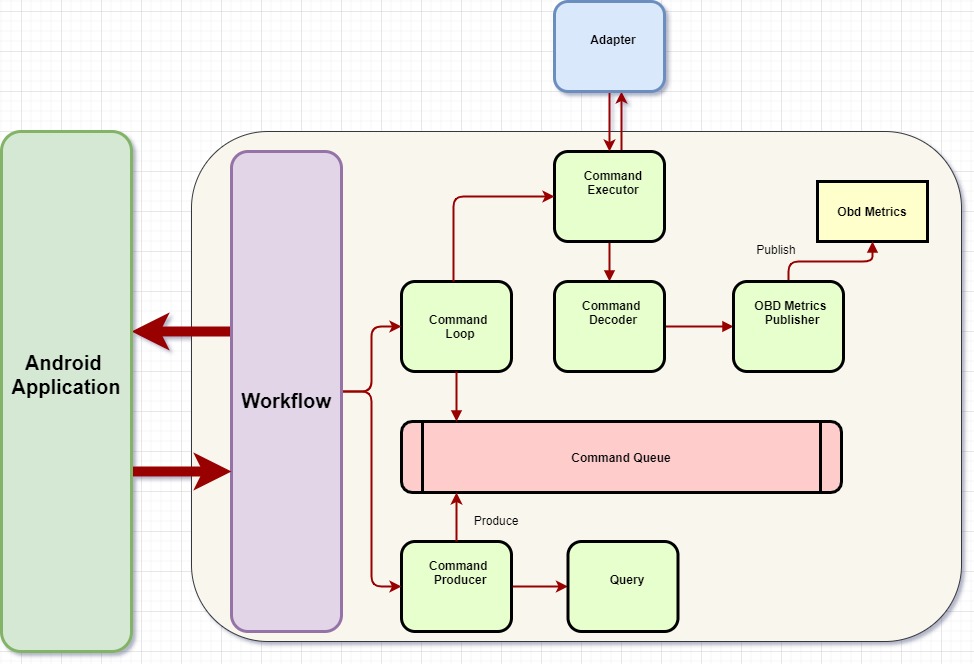 Adapter
Command
Executor
Obd Metrics
Publish
Command
Loop
Command
Decoder
OBD Metrics
Publisher
Android
Application
Workflow
Command Queue
Produce
Command
Producer
Query